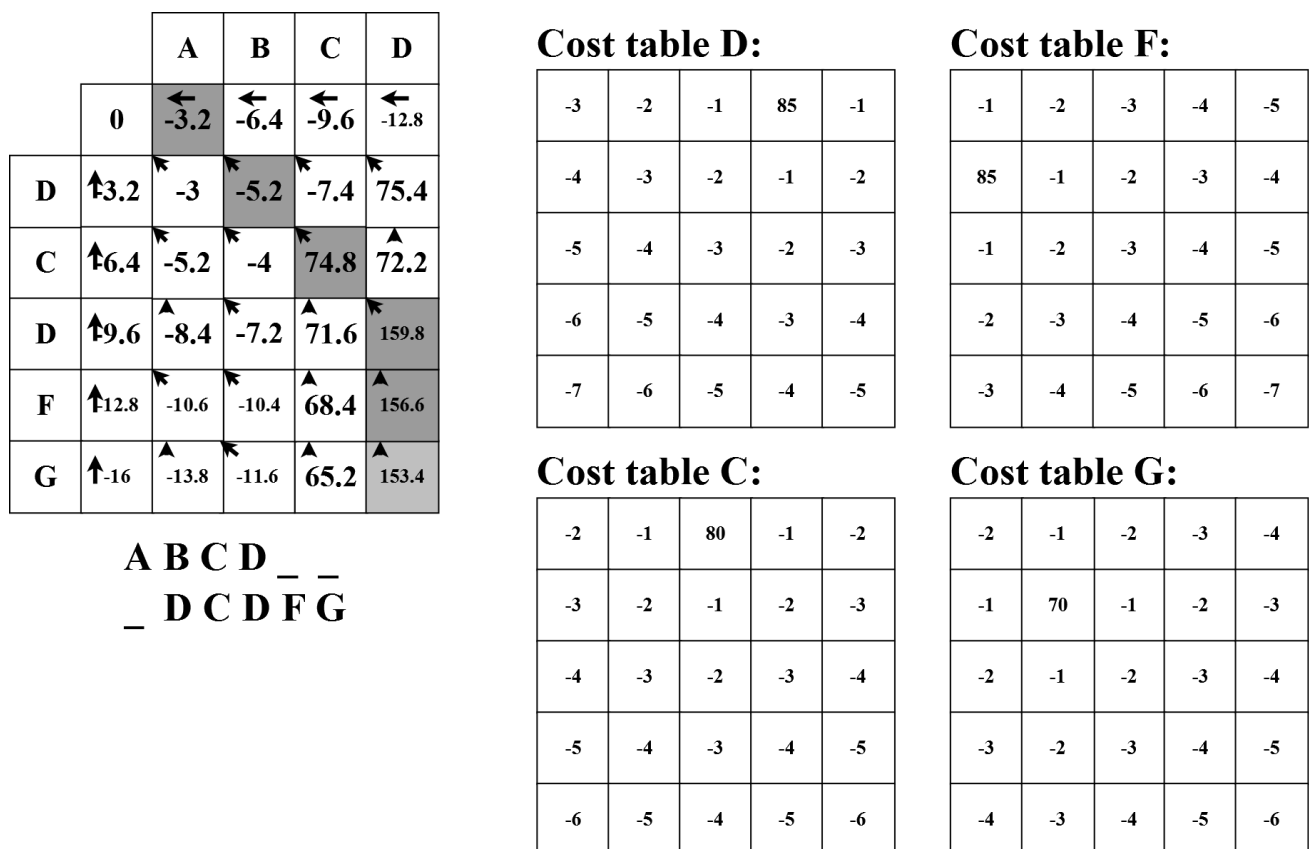 A B C D
0 -3.2 -6.4 -9.6 -12.8
D -3.2 -3 -5.2 -7.4 75.4
C -6.4 -5.2 -4 74.8 72.2
D -9.6 -8.4 -7.2 71.6 159.8
F -12.8 -10.6 -10.4 68.4 156.6
G -16 -13.8 -11.6 65.2 153.4
A B C D _ _
_ D C D F G
Cost table D:
-3 -2 -1 85 -1
-4 -3 -2 -1 -2
-5 -4 -3 -2 -3
-6 -5 -4 -3 -4
-7 -6 -5 -4 -5
Cost table F:
-1 -2 -3 -4 -5
85 -1 -2 -3 -4
-1 -2 -3 -4 -5
-2 -3 -4 -5 -6
-3 -4 -5 -6 -7
Cost table C:
-2 -1 80 -1 -2
-3 -2 -1 -2 -3
-4 -3 -2 -3 -4
-5 -4 -3 -4 -5
-6 -5 -4 -5 -6
Cost table G:
-2 -1 -2 -3 -4
-1 70 -1 -2 -3
-2 -1 -2 -3 -4
-3 -2 -3 -4 -5
-4 -3 -4 -5 -6